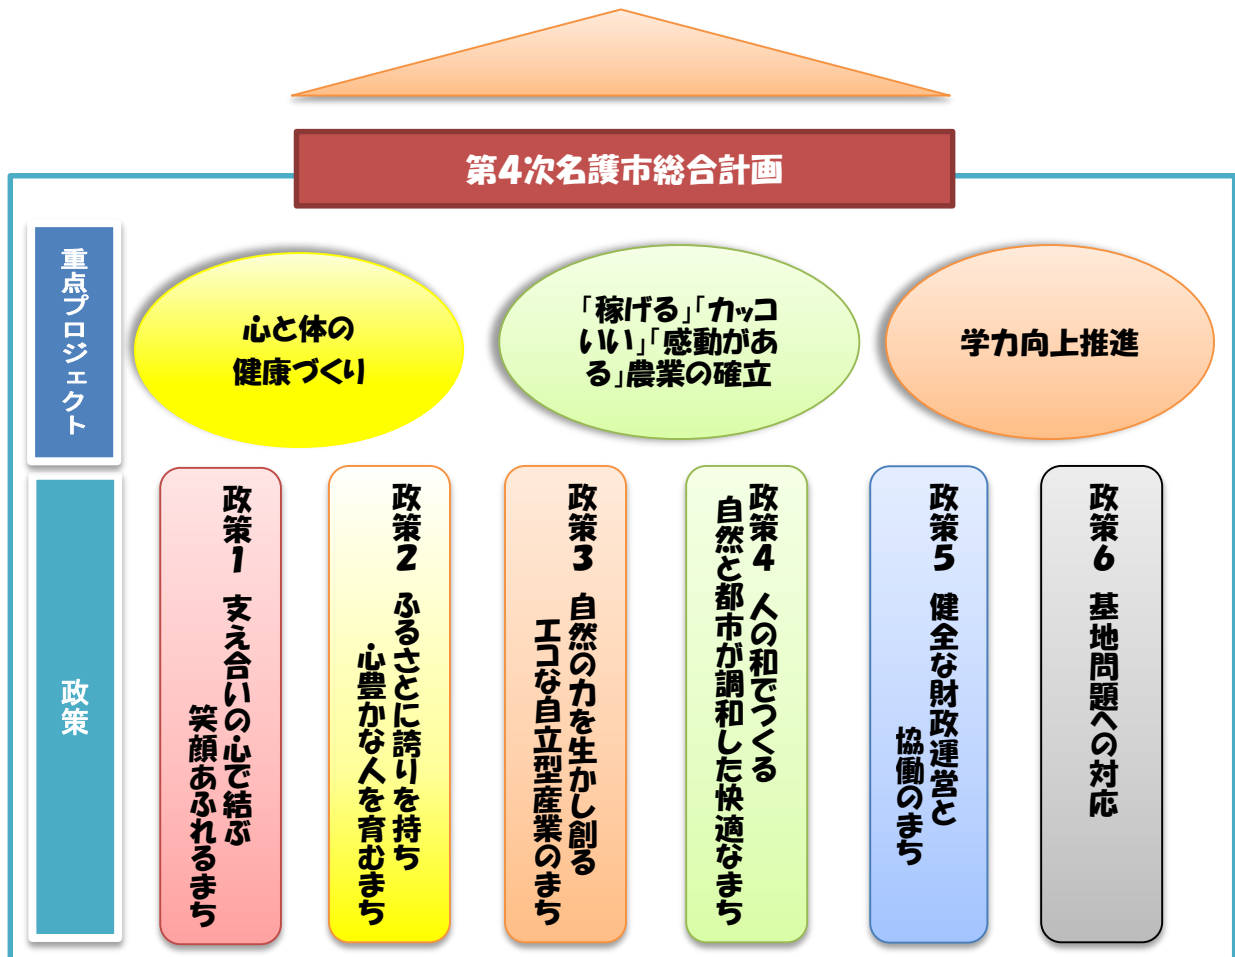 第4次名護市総合計画
重点プロジェクト
心と体の
健康づくり
「稼げる」「カッコ
いい」「感動があ
る」農業の確立
学力向上推進
政策
政策1 支え合いの心で結ぶ
笑顔あふれるまち
政策2 ふるさとに誇りを持ち
心豊かな人を育むまち
政策3 自然の力を生かし創る
エコな自立型産業のまち
政策4 人の和でつくる
自然と都市が調和した快適なまち
政策5 健全な財政運営と
協働のまち
政策6 基地問題への対応